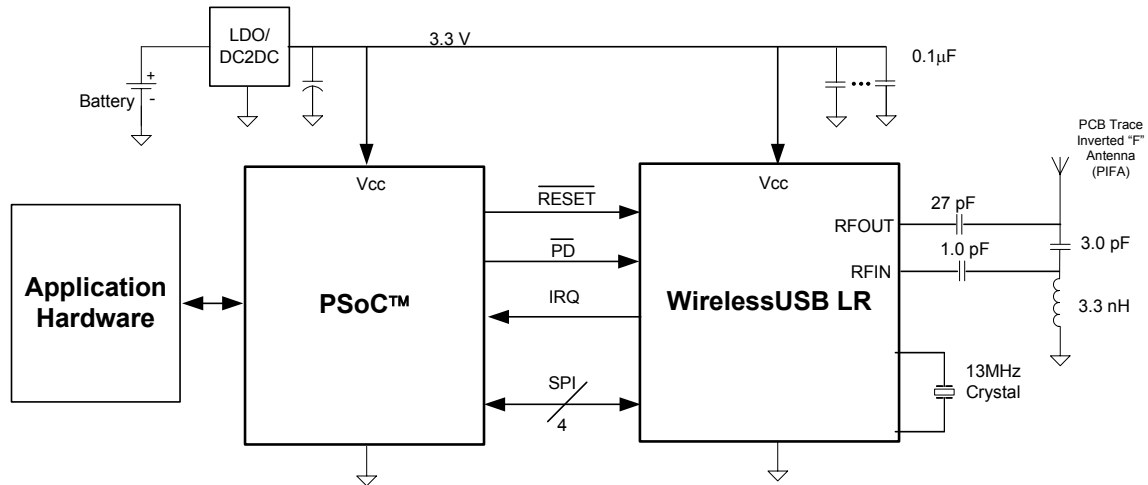 LDO/
DC2DC
3.3 V
0.1µF
+
-
Battery
PCB Trace
Inverted “F”
Antenna
(PIFA)
Vcc
Vcc
RESET
27 pF
RFOUT
PD
3.0 pF
1.0 pF
RFIN
Application
Hardware
PSoC™
IRQ
WirelessUSB LR
3.3 nH
SPI
4
13MHz
Crystal